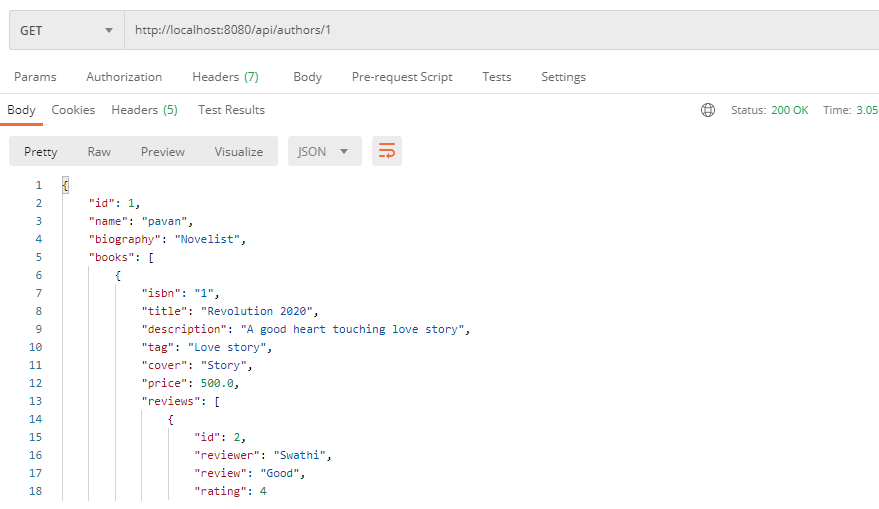 GET http://localhost:8080/api/authors/1
Params Authorization Headers (7) Body Pre-request Script Tests Settings
Body Cookies Headers (5) Test Results Status: 200 OK Time: 3.05
Pretty Raw Preview Visualize JSON
1 {
2 "id": 1,
3 "name": "pavan",
4 "biography": "Novelist",
5 "books": [
6 {
7 "isbn": "1",
8 "title": "Revolution 2020",
9 "description": "A good heart touching love story",
10 "tag": "Love story",
11 "cover": "Story",
12 "price": 500.0,
13 "reviews": [
14 {
15 "id": 2,
16 "reviewer": "Swathi",
17 "review": "Good",
18 "rating": 4